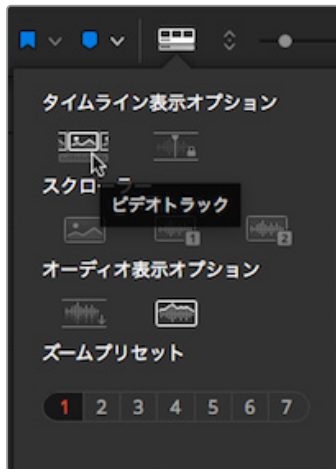 タイムライン表示オプション
スクローラー
ビデオトラック
1 2
オーディオ表示オプション
ズームプリセット
1 2 3 4 5 6 7